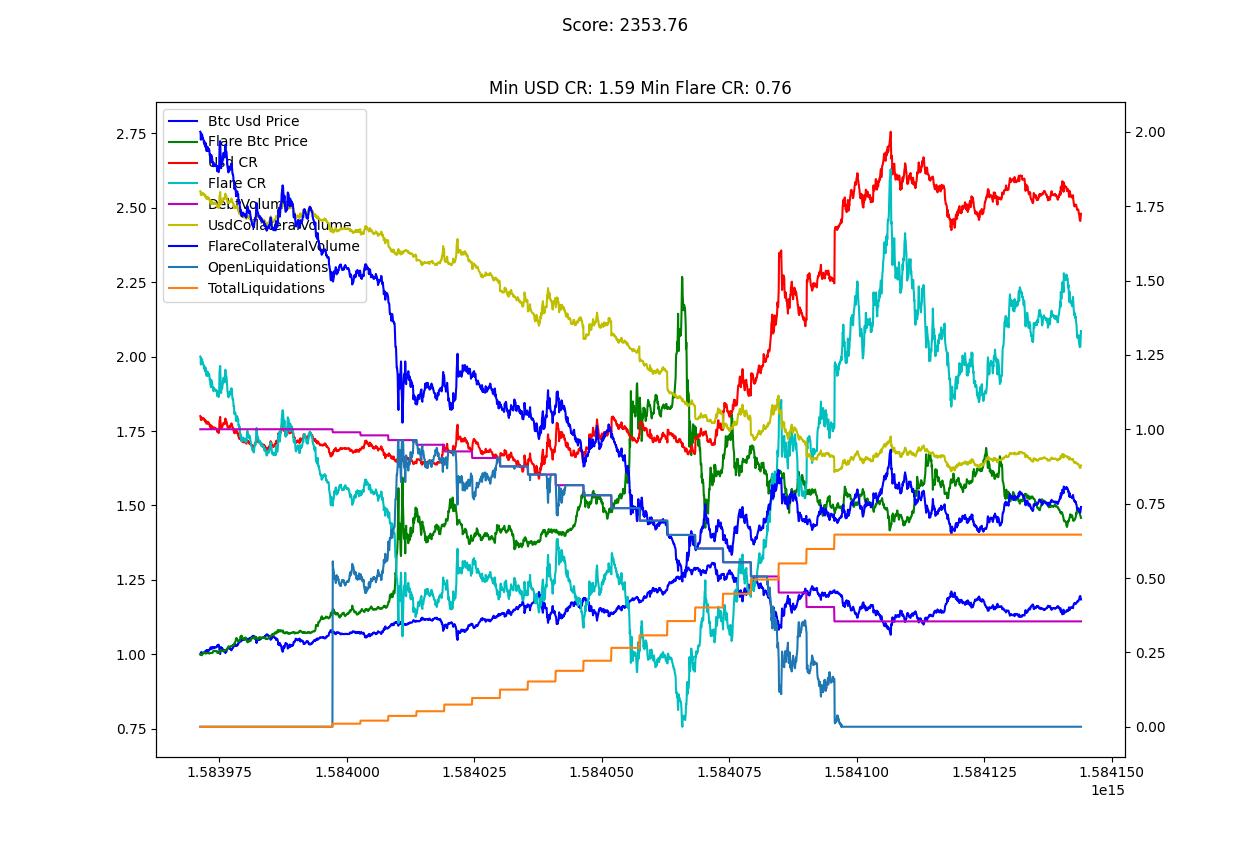 Score: 2353.76
Min USD CR: 1.59 Min Flare CR: 0.76
Btc Usd Price
Flare Btc Price
Usd CR
Flare CR
DebtVolume
UsdCollateralVolume
FlareCollateralVolume
OpenLiquidations
TotalLiquidations
2.75
2.50
2.25
2.00
1.75
1.50
1.25
1.00
0.75
2.00
1.75
1.50
1.25
1.00
0.75
0.50
0.25
0.00
1.583975 1.584000 1.584025 1.584050 1.584075 1.584100 1.584125 1.584150
1e15